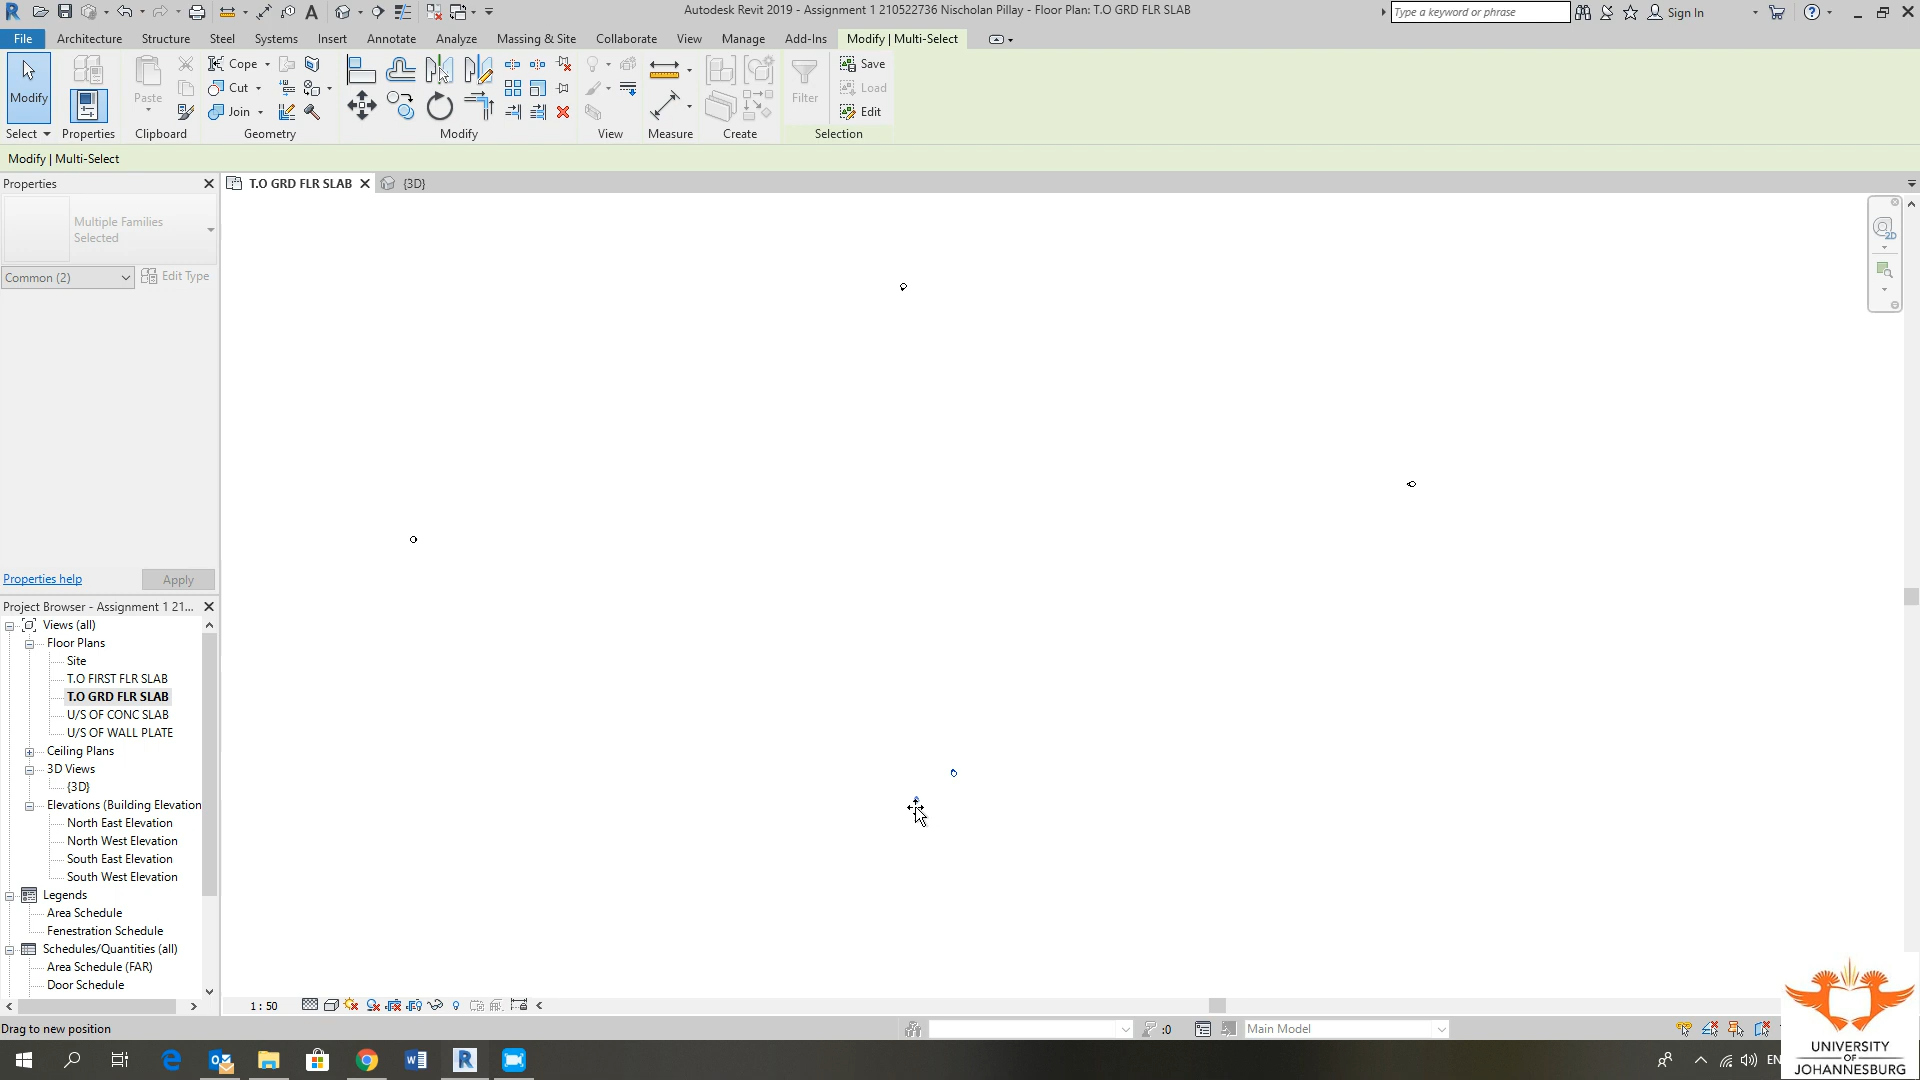 Autodesk Revit 2019 - Assignment 1 210522736 Nischolan Pillay - Floor Plan: T.O GRD FLR SLAB
Type a keyword or phrase
Sign In
File Architecture Structure Steel Systems Insert Annotate Analyze Massing & Site Collaborate View Manage Add-Ins Modify | Multi-Select
Modify
Paste
Cope
Cut
Join
Filter
Save
Load
Edit
Select Properties Clipboard Geometry Modify View Measure Create Selection
Modify | Multi-Select
Properties
T.O GRD FLR SLAB
{3D}
Multiple Families
Selected
Common (2)
Edit Type
2D
Properties help
Apply
Project Browser - Assignment 1 21...
Views (all)
Floor Plans
Site
T.O FIRST FLR SLAB
T.O GRD FLR SLAB
U/S OF CONC SLAB
U/S OF WALL PLATE
Ceiling Plans
3D Views
{3D}
Elevations (Building Elevation
North East Elevation
North West Elevation
South East Elevation
South West Elevation
Legends
Area Schedule
Fenestration Schedule
Schedules/Quantities (all)
Area Schedule (FAR)
Door Schedule
1 : 50
Drag to new position
:0
Main Model
EN
UNIVERSITY
OF
JOHANNESBURG